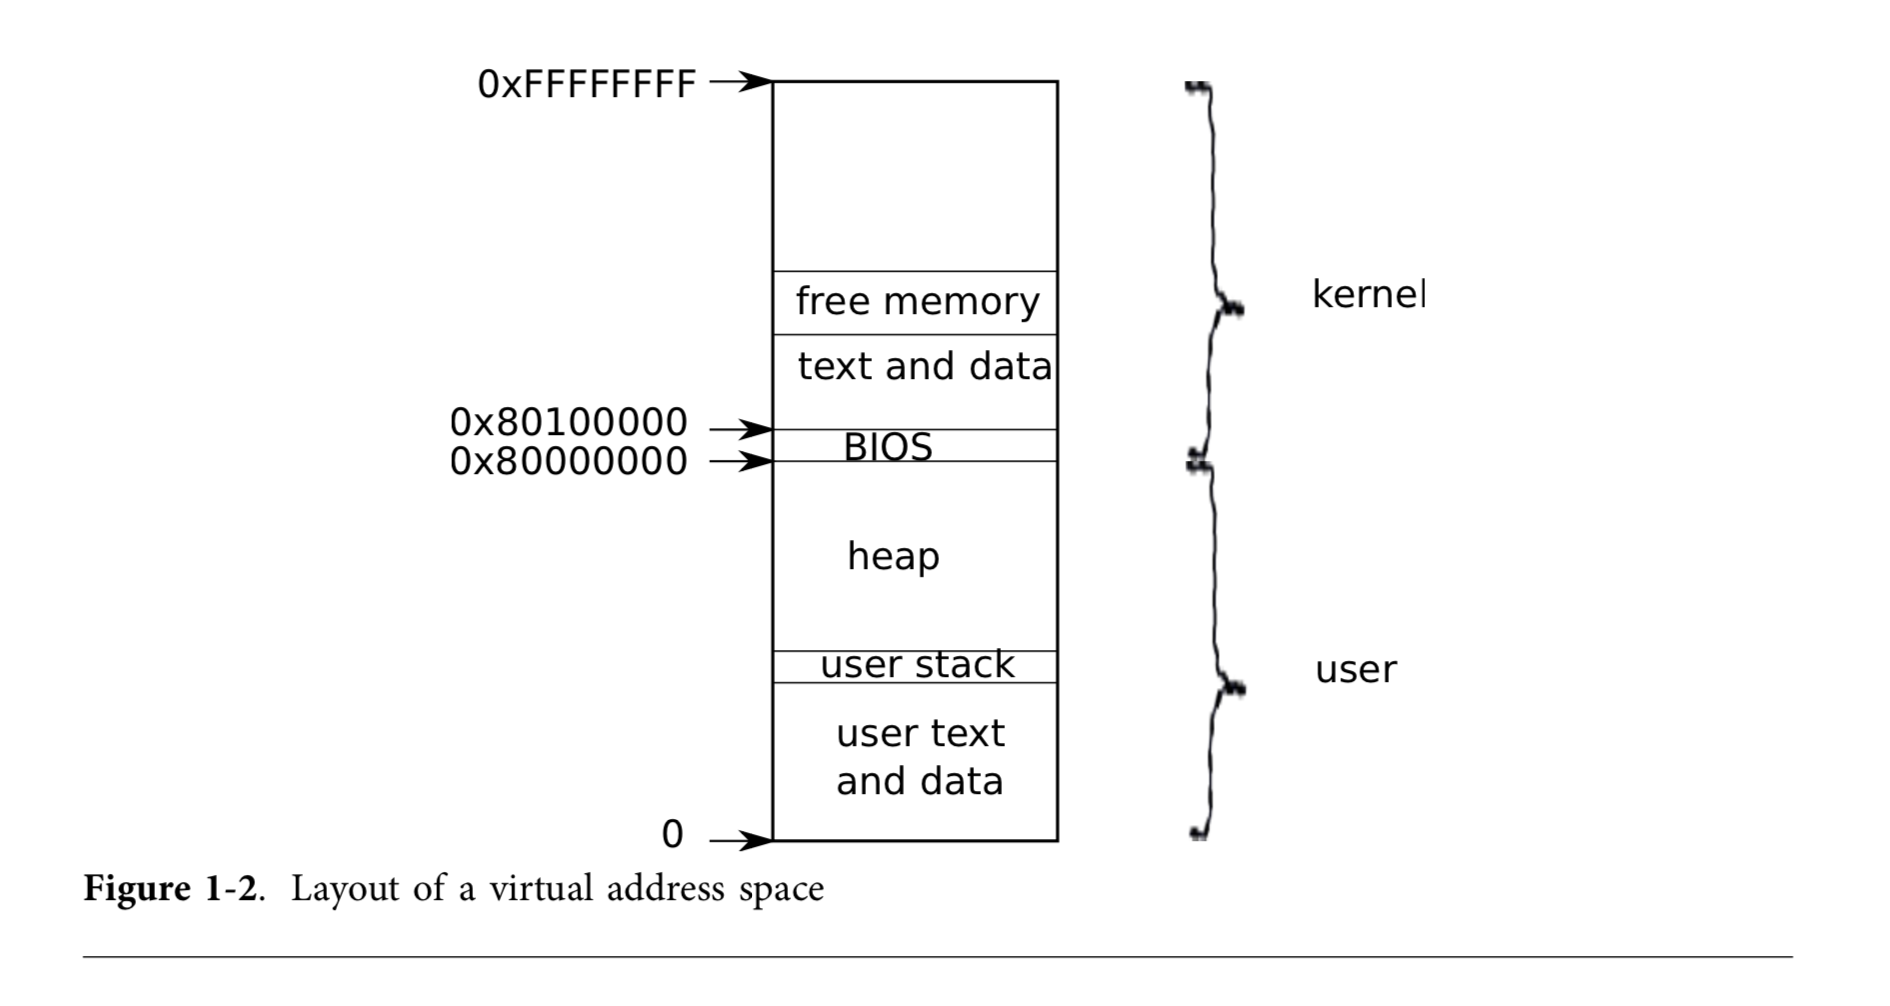 0xFFFFFFFF
free memory
kernel
text and data
0x80100000
BIOS
0x80000000
heap
user stack
user
user text
and data
0
Figure 1-2. Layout of a virtual address space